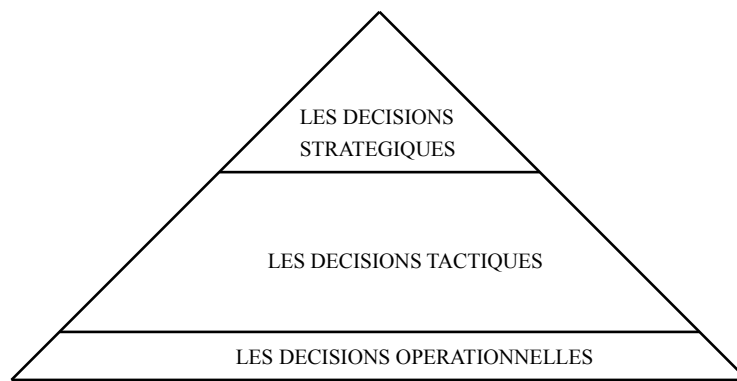 LES DECISIONS
STRATEGIQUES
LES DECISIONS TACTIQUES
LES DECISIONS OPERATIONNELLES